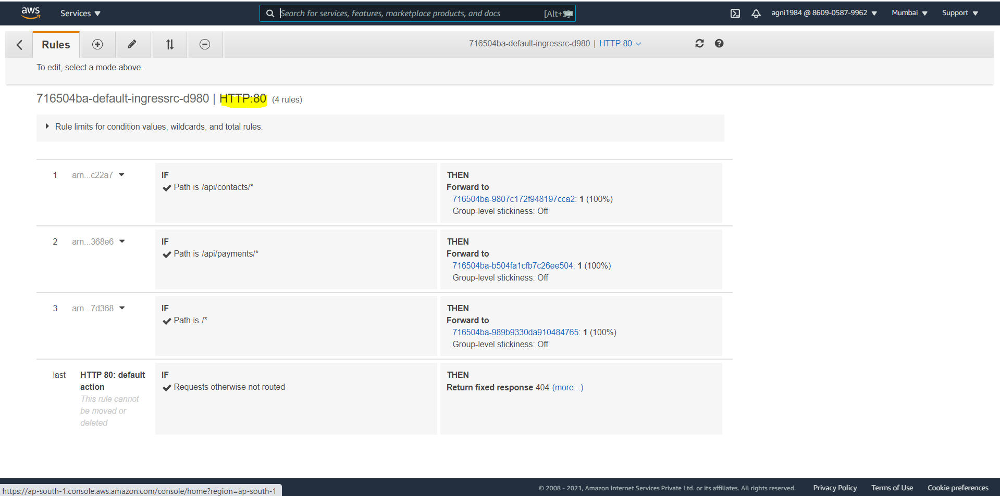 aws Services Search for services, features, marketplace products, and docs [Alt+S] agni1984 @ 8609-0587-9962 Mumbai Support
Rules 716504ba-default-ingressrc-d980 | HTTP:80
To edit, select a mode above.
716504ba-default-ingressrc-d980 | HTTP:80 (4 rules)
Rule limits for condition values, wildcards, and total rules.
1 arn...c22a7 IF THEN
Path is /api/contacts/* Forward to
716504ba-9807c172f948197cca2: 1 (100%)
Group-level stickiness: Off
2 arn...368e6 IF THEN
Path is /api/payments/* Forward to
716504ba-b504fa1cfb7c26ee504: 1 (100%)
Group-level stickiness: Off
3 arn...7d368 IF THEN
Path is /* Forward to
716504ba-989b9330da910484765: 1 (100%)
Group-level stickiness: Off
last HTTP 80: default IF THEN
action Requests otherwise not routed Return fixed response 404 (more...)
This rule cannot
be moved or
deleted
https://ap-south-1.console.aws.amazon.com/console/home?region=ap-south-1 © 2008 - 2021, Amazon Internet Services Private Ltd. or its affiliates. All rights reserved. Privacy Policy Terms of Use Cookie preferences